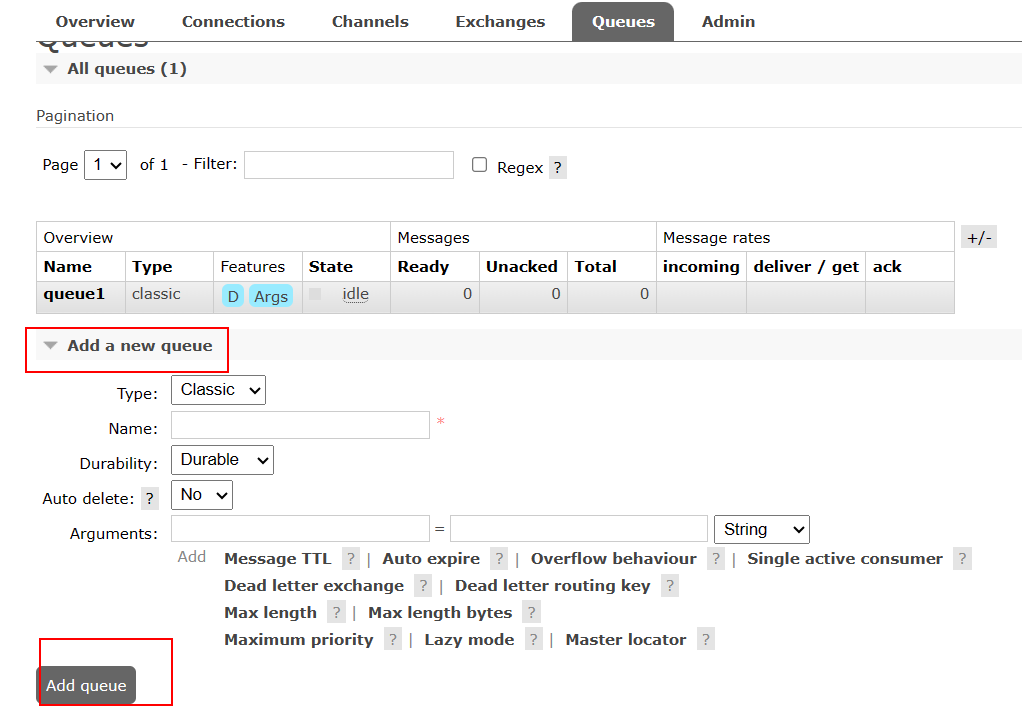 Overview Connections Channels Exchanges Queues Admin
Queues
All queues (1)
Pagination
Page 1 of 1 - Filter: Regex ?
Overview Messages Message rates +/-
Name Type Features State Ready Unacked Total incoming deliver / get ack
queue1 classic D Args idle 0 0 0
Add a new queue
Type: Classic
Name: *
Durability: Durable
Auto delete: ? No
Arguments: = String
Add Message TTL ? | Auto expire ? | Overflow behaviour ? | Single active consumer ?
Dead letter exchange ? | Dead letter routing key ?
Max length ? | Max length bytes ?
Maximum priority ? | Lazy mode ? | Master locator ?
Add queue